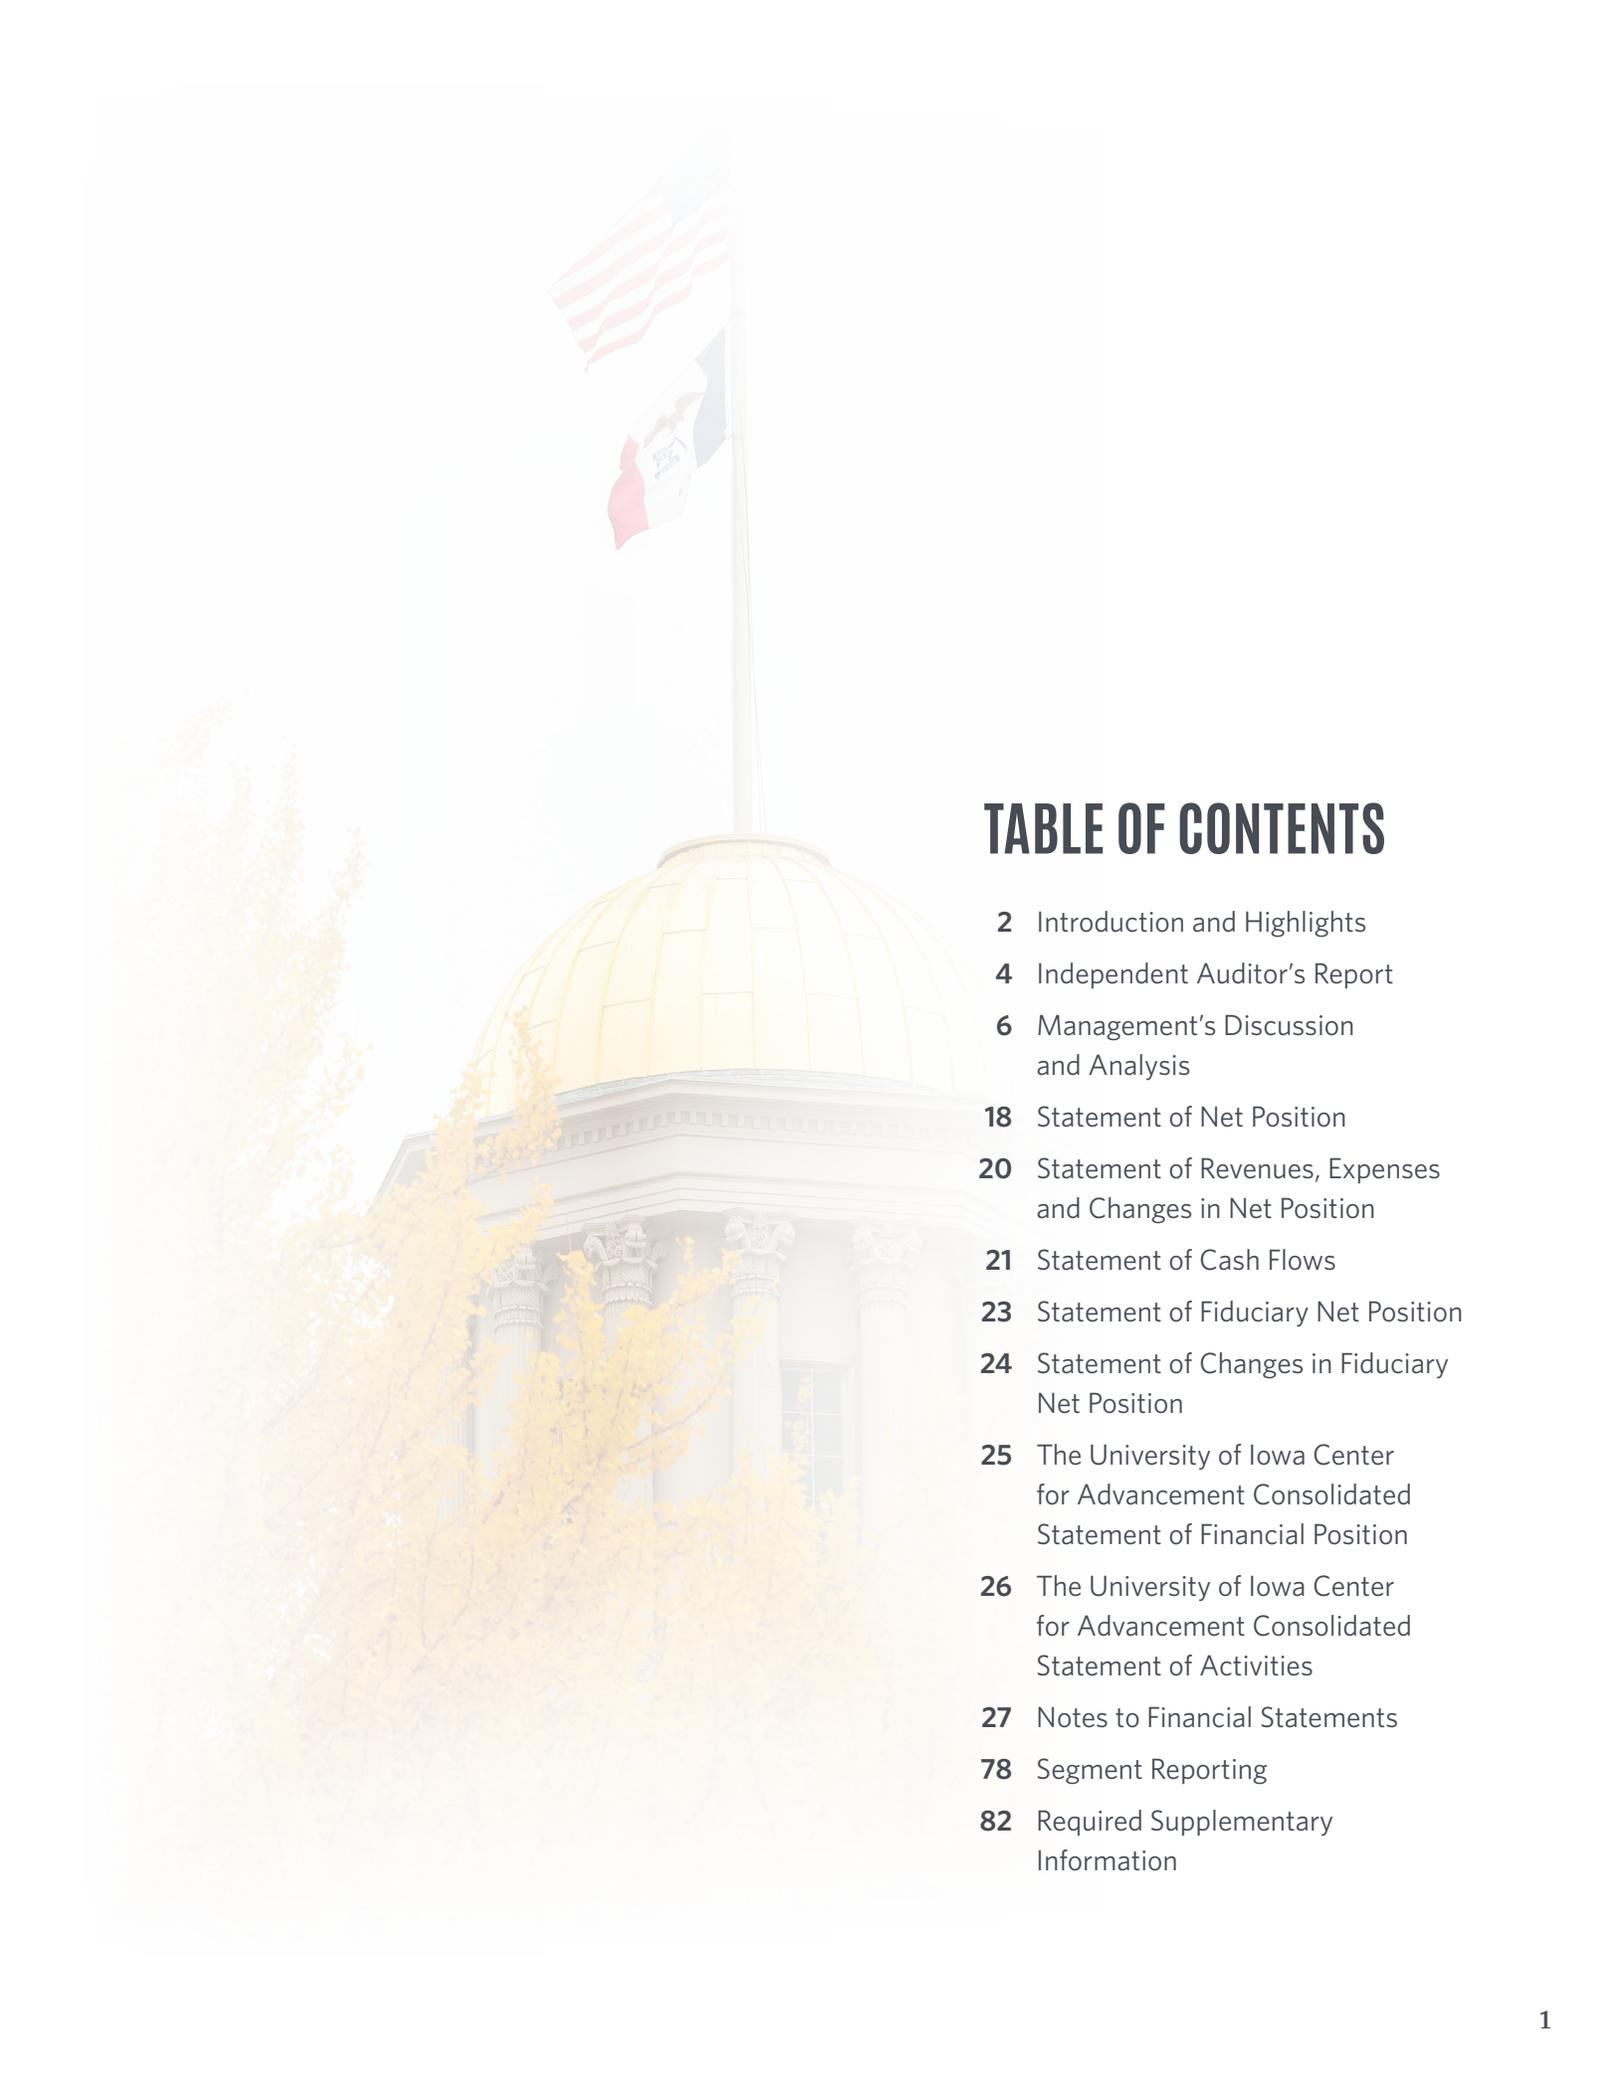 TABLE OF CONTENTS
2 Introduction and Highlights
4 Independent Auditor’s Report
6 Management’s Discussion
and Analysis
18 Statement of Net Position
20 Statement of Revenues, Expenses
and Changes in Net Position
21 Statement of Cash Flows
23 Statement of Fiduciary Net Position
24 Statement of Changes in Fiduciary
Net Position
25 The University of Iowa Center
for Advancement Consolidated
Statement of Financial Position
26 The University of Iowa Center
for Advancement Consolidated
Statement of Activities
27 Notes to Financial Statements
78 Segment Reporting
82 Required Supplementary
Information
1